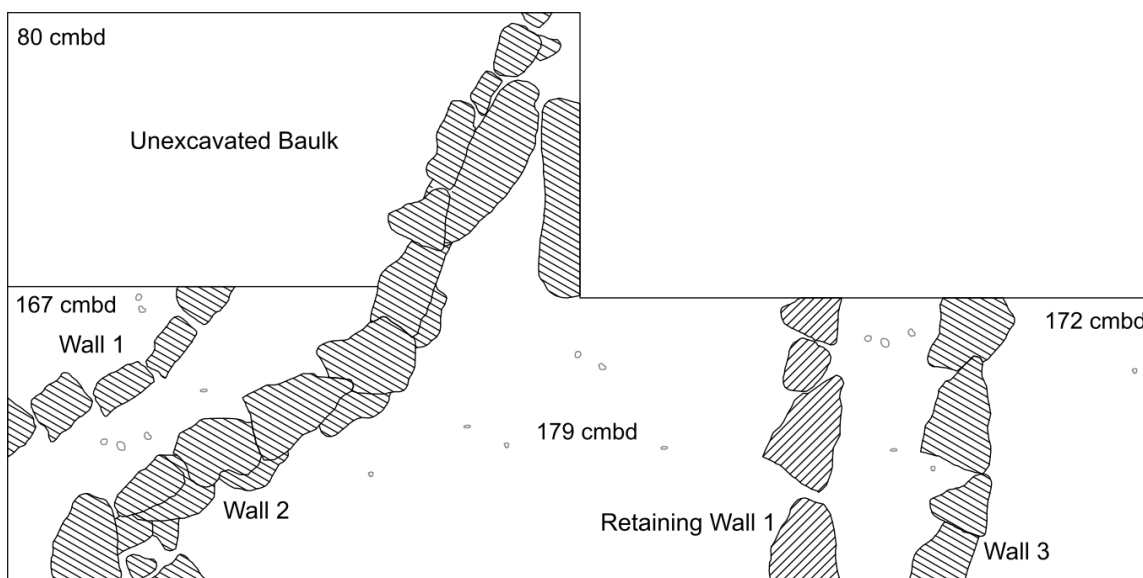 80 cmbd
Unexcavated Baulk
167 cmbd
172 cmbd
Wall 1
179 cmbd
Wall 2
Retaining Wall 1
Wall 3